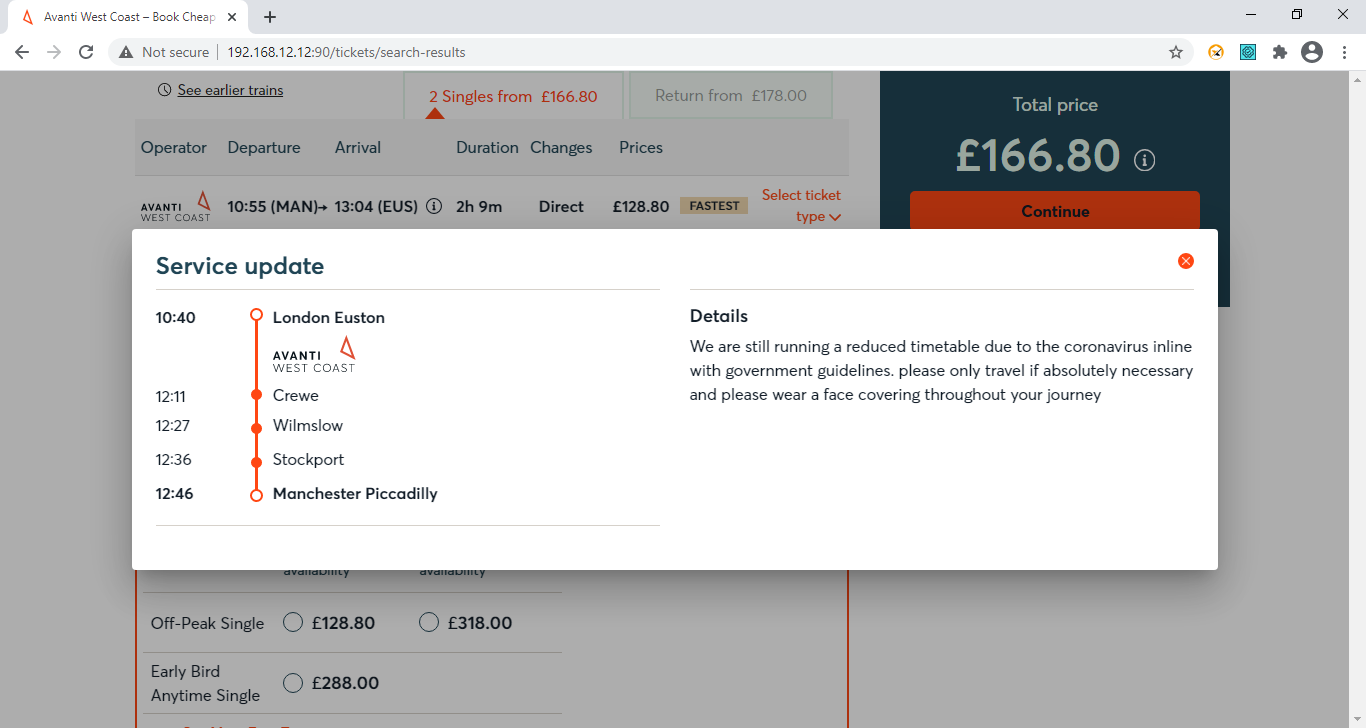 Avanti West Coast – Book Cheap
Not secure
192.168.12.12:90/tickets/search-results
See earlier trains
2 Singles from £166.80
Return from £178.00
Operator Departure Arrival Duration Changes Prices
AVANTI
WEST COAST
10:55 (MAN) → 13:04 (EUS) 2h 9m Direct £128.80 FASTEST
Select ticket
type
Total price
£166.80
Continue
Service update
10:40 London Euston
AVANTI
WEST COAST
12:11 Crewe
12:27 Wilmslow
12:36 Stockport
12:46 Manchester Piccadilly
Details
We are still running a reduced timetable due to the coronavirus inline
with government guidelines. please only travel if absolutely necessary
and please wear a face covering throughout your journey
availability availability
Off-Peak Single £128.80 £318.00
Early Bird
Anytime Single
£288.00